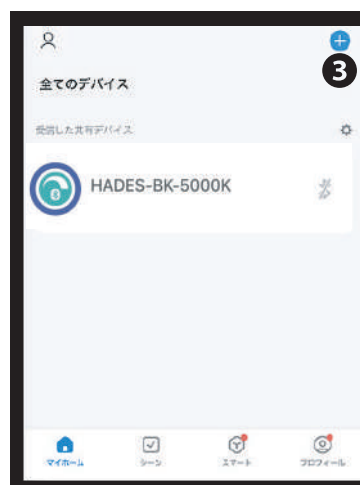 3
全てのデバイス
受信した共有デバイス
HADES-BK-5000K
マイホーム
シーン
スマート
プロフィール